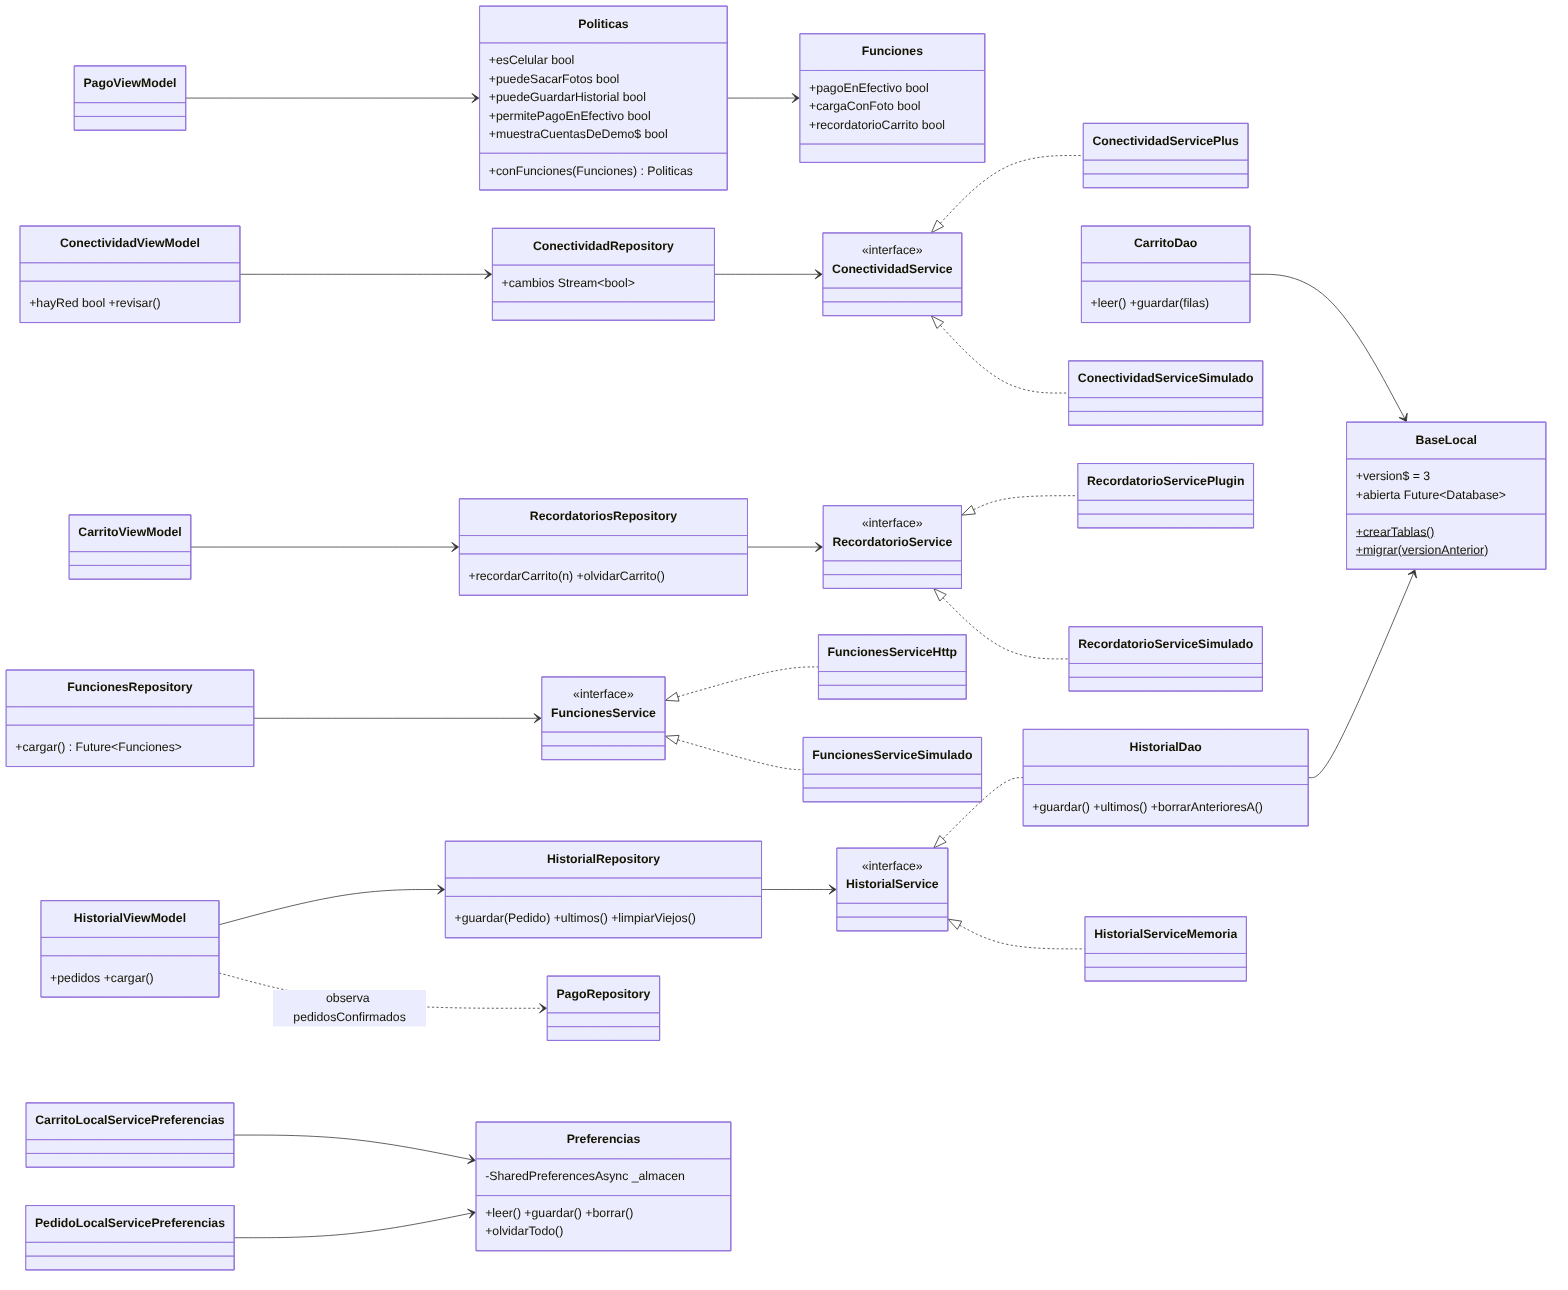 Politicas
+esCelular bool
+puedeSacarFotos bool
+puedeGuardarHistorial bool
+permitePagoEnEfectivo bool
+muestraCuentasDeDemo$ bool
+conFunciones(Funciones) : Politicas
Funciones
+pagoEnEfectivo bool
+cargaConFoto bool
+recordatorioCarrito bool
PagoViewModel
ConectividadServicePlus
ConectividadViewModel
+hayRed bool +revisar()
ConectividadRepository
+cambios Stream<bool>
«interface»
ConectividadService
CarritoDao
+leer() +guardar(filas)
ConectividadServiceSimulado
BaseLocal
+version$ = 3
+abierta Future<Database>
+crearTablas()
+migrar(versionAnterior)
RecordatorioServicePlugin
CarritoViewModel
RecordatoriosRepository
+recordarCarrito(n) +olvidarCarrito()
«interface»
RecordatorioService
RecordatorioServiceSimulado
FuncionesServiceHttp
FuncionesRepository
+cargar() : Future<Funciones>
«interface»
FuncionesService
FuncionesServiceSimulado
HistorialDao
+guardar() +ultimos() +borrarAnterioresA()
HistorialRepository
+guardar(Pedido) +ultimos() +limpiarViejos()
«interface»
HistorialService
HistorialViewModel
+pedidos +cargar()
HistorialServiceMemoria
observa
pedidosConfirmados
PagoRepository
CarritoLocalServicePreferencias
Preferencias
-SharedPreferencesAsync _almacen
+leer() +guardar() +borrar()
+olvidarTodo()
PedidoLocalServicePreferencias